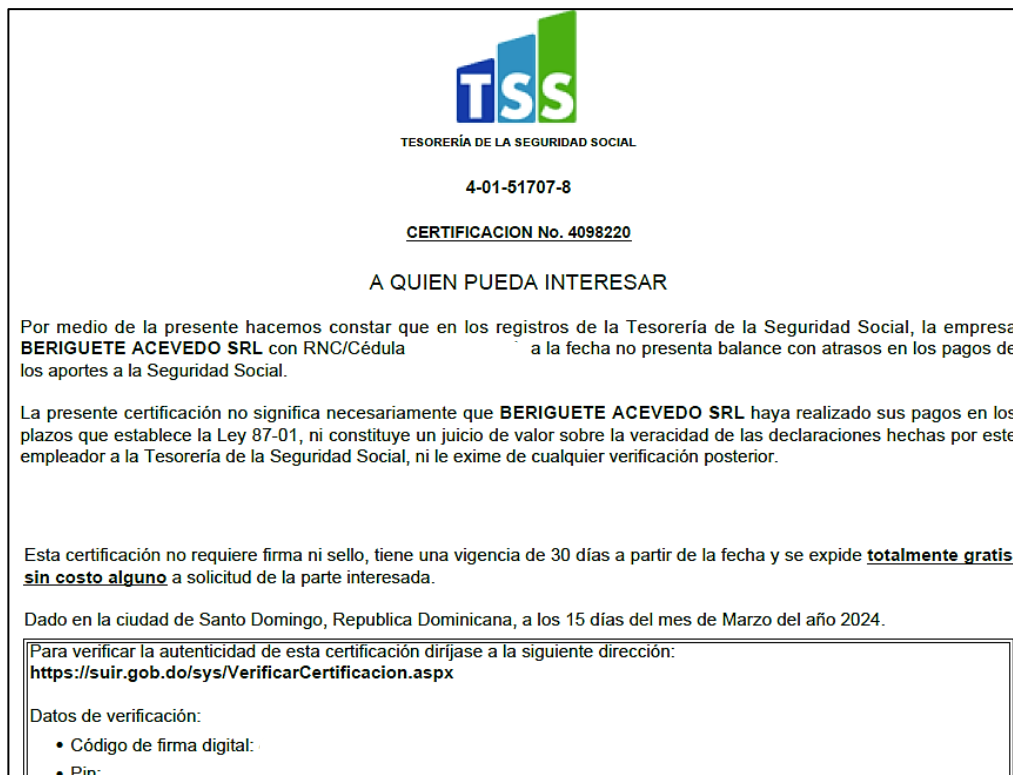 TSS
TESORERÍA DE LA SEGURIDAD SOCIAL
4-01-51707-8
CERTIFICACION No. 4098220
A QUIEN PUEDA INTERESAR
Por medio de la presente hacemos constar que en los registros de la Tesorería de la Seguridad Social, la empresa
BERIGUETE ACEVEDO SRL con RNC/Cédula a la fecha no presenta balance con atrasos en los pagos de
los aportes a la Seguridad Social.
La presente certificación no significa necesariamente que BERIGUETE ACEVEDO SRL haya realizado sus pagos en los
plazos que establece la Ley 87-01, ni constituye un juicio de valor sobre la veracidad de las declaraciones hechas por este
empleador a la Tesorería de la Seguridad Social, ni le exime de cualquier verificación posterior.
Esta certificación no requiere firma ni sello, tiene una vigencia de 30 días a partir de la fecha y se expide totalmente gratis
sin costo alguno a solicitud de la parte interesada.
Dado en la ciudad de Santo Domingo, Republica Dominicana, a los 15 días del mes de Marzo del año 2024.
Para verificar la autenticidad de esta certificación diríjase a la siguiente dirección:
https://suir.gob.do/sys/VerificarCertificacion.aspx
Datos de verificación:
• Código de firma digital:
• Pin: